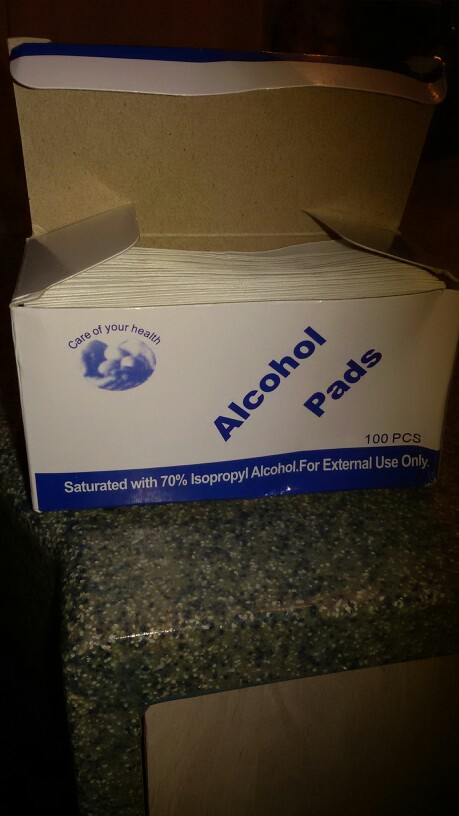 Care of your health
Alcohol
Pads
100 PCS
Saturated with 70% Isopropyl Alcohol.For External Use Only.